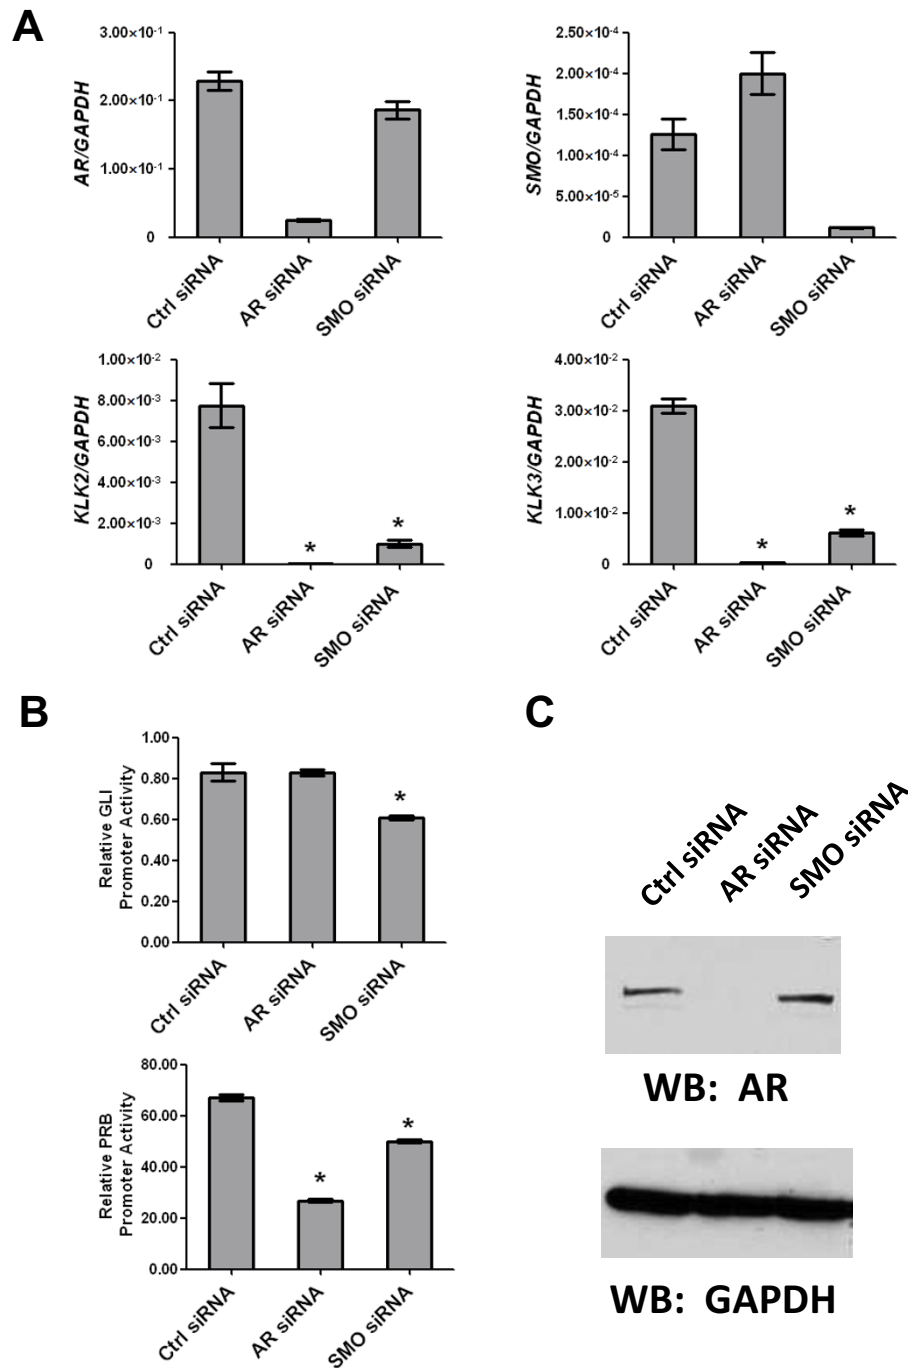 A
AR/GAPDH
3.00×10-1
2.00×10-1
1.00×10-1
0
Ctrl siRNA
AR siRNA
SMO siRNA
SMO/GAPDH
2.50×10-4
2.00×10-4
1.50×10-4
1.00×10-4
5.00×10-5
0
Ctrl siRNA
AR siRNA
SMO siRNA
KLK2/GAPDH
1.00×10-2
8.00×10-3
6.00×10-3
4.00×10-3
2.00×10-3
0
*
*
Ctrl siRNA
AR siRNA
SMO siRNA
KLK3/GAPDH
4.00×10-2
3.00×10-2
2.00×10-2
1.00×10-2
0
*
*
Ctrl siRNA
AR siRNA
SMO siRNA
B
Relative GLI
Promoter Activity
1.00
0.80
0.60
0.40
0.20
0.00
*
Ctrl siRNA
AR siRNA
SMO siRNA
Relative PRB
Promoter Activity
80.00
60.00
40.00
20.00
0.00
*
*
Ctrl siRNA
AR siRNA
SMO siRNA
C
Ctrl siRNA
AR siRNA
SMO siRNA
WB: AR
WB: GAPDH